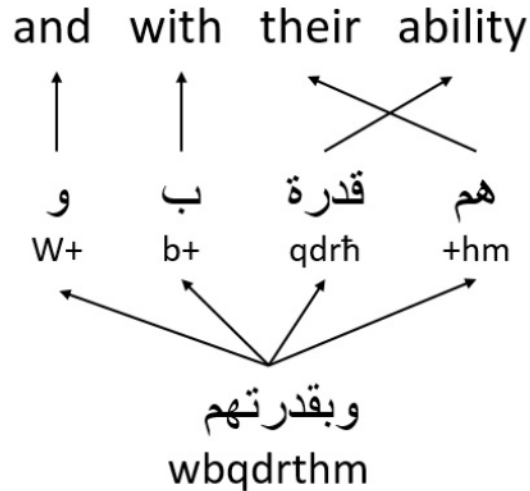 and with their ability
و ب قدرة هم
W+ b+ qdrħ +hm
وبقدرتهم
wbqdrthm